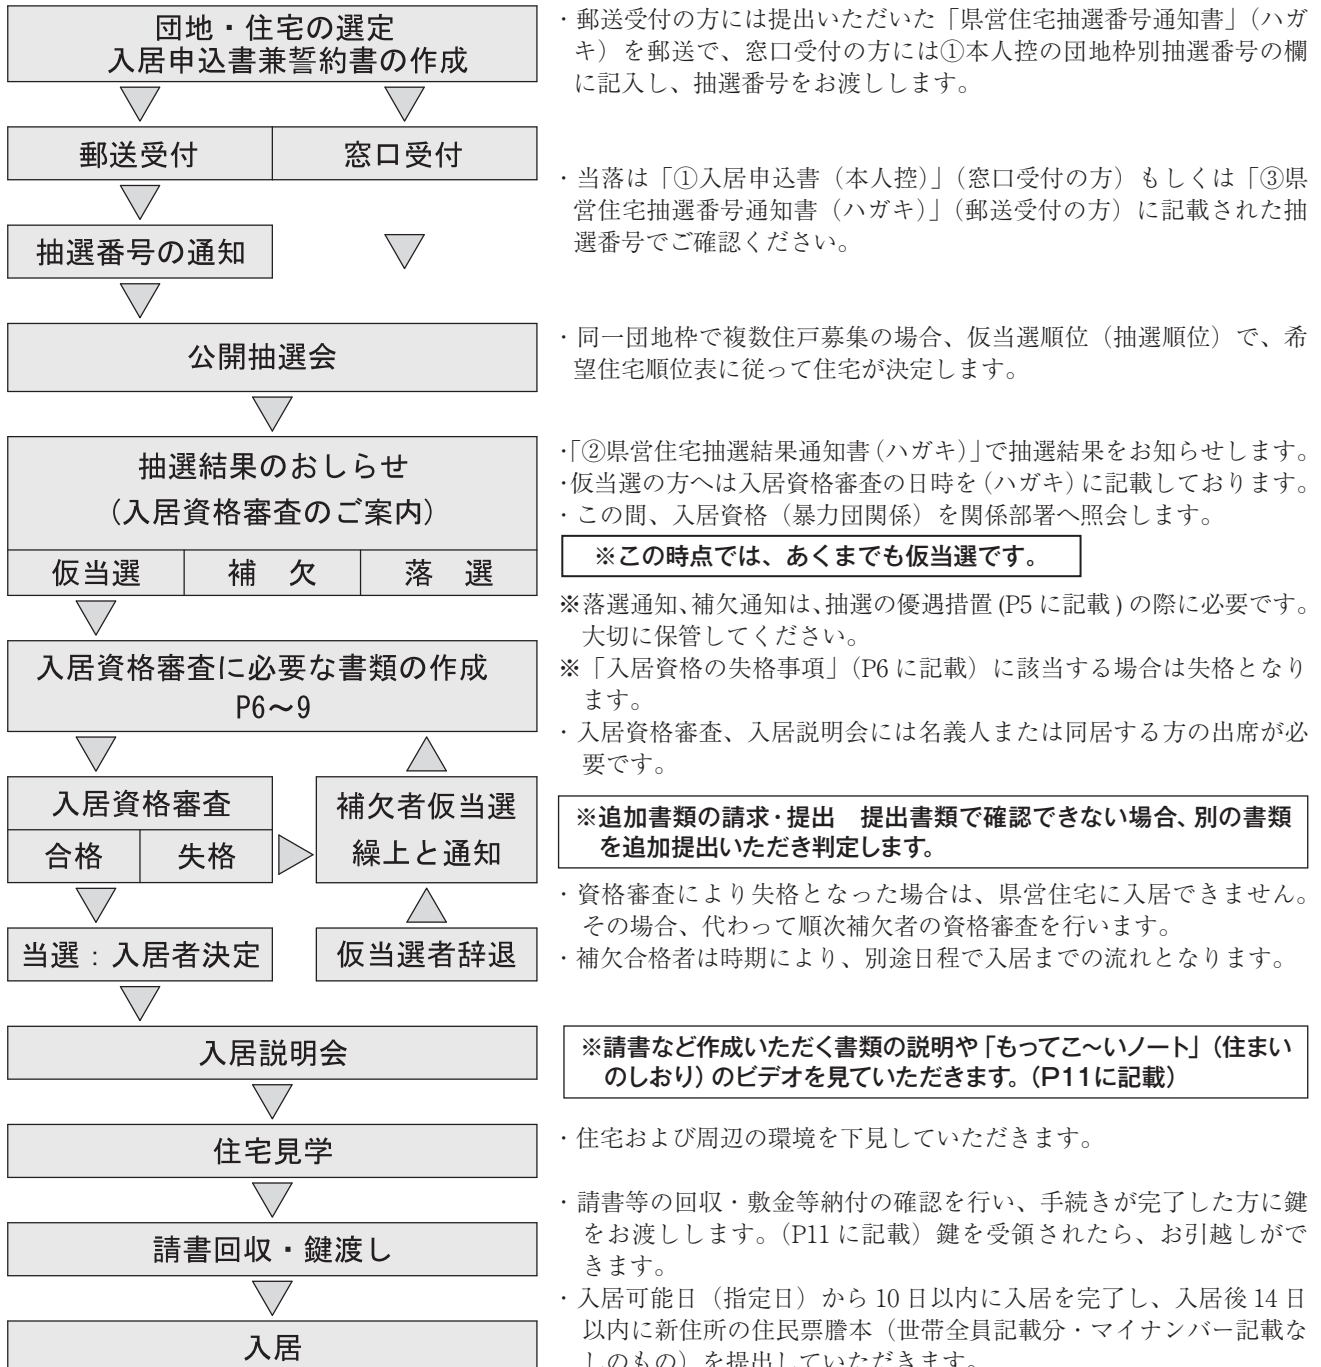 団地・住宅の選定
入居申込書兼誓約書の作成
郵送受付
窓口受付
抽選番号の通知
公開抽選会
抽選結果のおしらせ
(入居資格審査のご案内)
仮当選
補　欠
落　選
入居資格審査に必要な書類の作成
P6～9
入居資格審査
合格
失格
補欠者仮当選
繰上と通知
当選：入居者決定
仮当選者辞退
入居説明会
住宅見学
請書回収・鍵渡し
入居
・郵送受付の方には提出いただいた「県営住宅抽選番号通知書」（ハガ
キ）を郵送で、窓口受付の方には①本人控の団地枠別抽選番号の欄
に記入し、抽選番号をお渡しします。
・当落は「①入居申込書（本人控）」（窓口受付の方）もしくは「③県
営住宅抽選番号通知書（ハガキ）」（郵送受付の方）に記載された抽
選番号でご確認ください。
・同一団地枠で複数住戸募集の場合、仮当選順位（抽選順位）で、希
望住宅順位表に従って住宅が決定します。
・「②県営住宅抽選結果通知書（ハガキ）」で抽選結果をお知らせします。
・仮当選の方へは入居資格審査の日時を（ハガキ）に記載しております。
・この間、入居資格（暴力団関係）を関係部署へ照会します。
※この時点では、あくまでも仮当選です。
※落選通知、補欠通知は、抽選の優遇措置(P5に記載)の際に必要です。
大切に保管してください。
※「入居資格の失格事項」（P6に記載）に該当する場合は失格となり
ます。
・入居資格審査、入居説明会には名義人または同居する方の出席が必
要です。
※追加書類の請求・提出　提出書類で確認できない場合、別の書類
を追加提出いただき判定します。
・資格審査により失格となった場合は、県営住宅に入居できません。
その場合、代わって順次補欠者の資格審査を行います。
・補欠合格者は時期により、別途日程で入居までの流れとなります。
※請書など作成いただく書類の説明や「もってこ～いノート」（住まい
のしおり）のビデオを見ていただきます。（P11に記載）
・住宅および周辺の環境を下見していただきます。
・請書等の回収・敷金等納付の確認を行い、手続きが完了した方に鍵
をお渡しします。（P11に記載）鍵を受領されたら、お引越しがで
きます。
・入居可能日（指定日）から10日以内に入居を完了し、入居後14日
以内に新住所の住民票謄本（世帯全員記載分・マイナンバー記載な
しのもの）を提出していただきます。